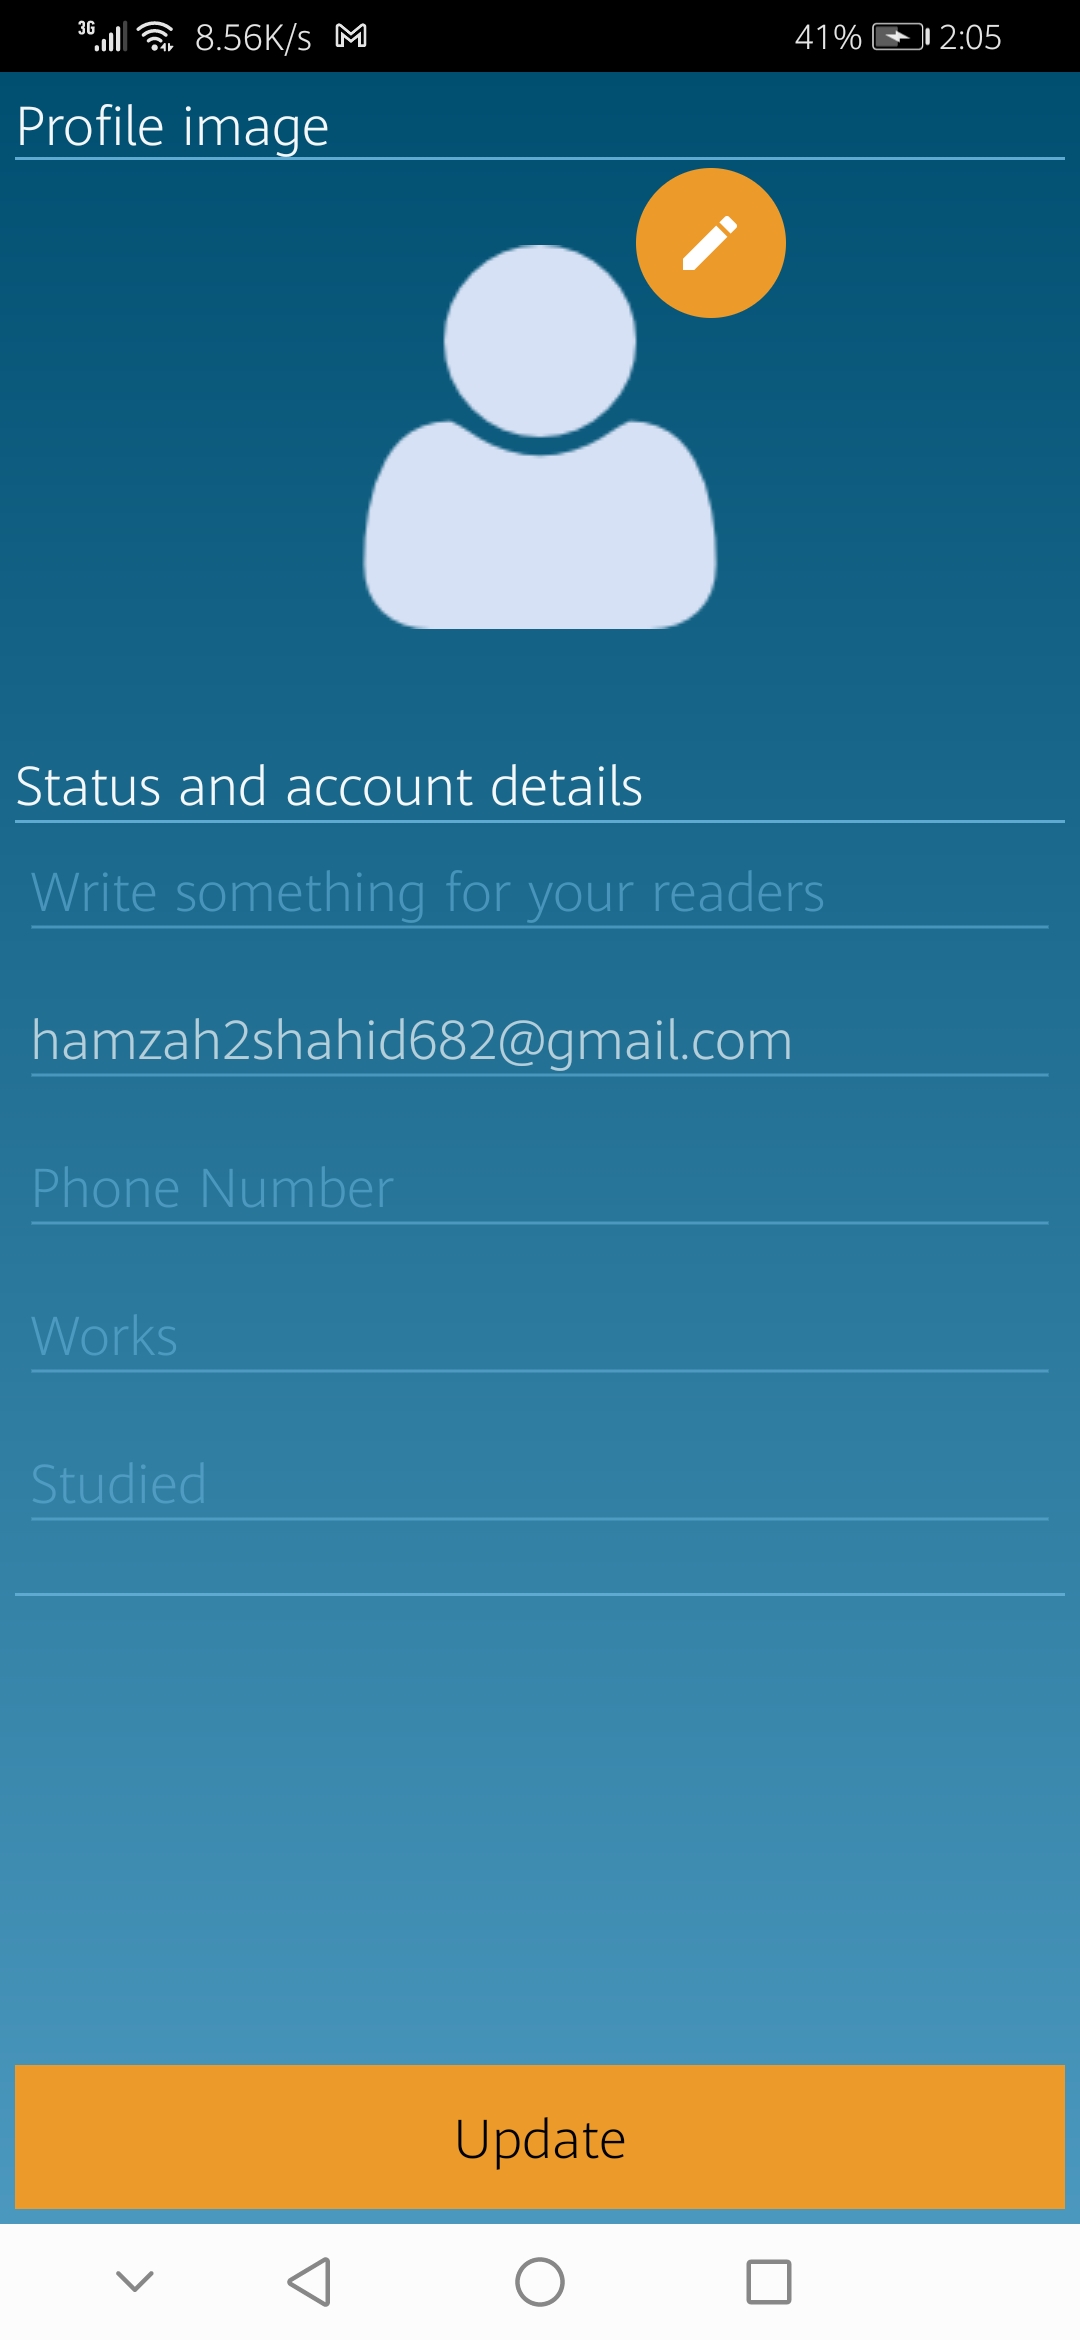 3G 8.56K/s 41% 2:05
Profile image
Status and account details
Write something for your readers
hamzah2shahid682@gmail.com
Phone Number
Works
Studied
Update